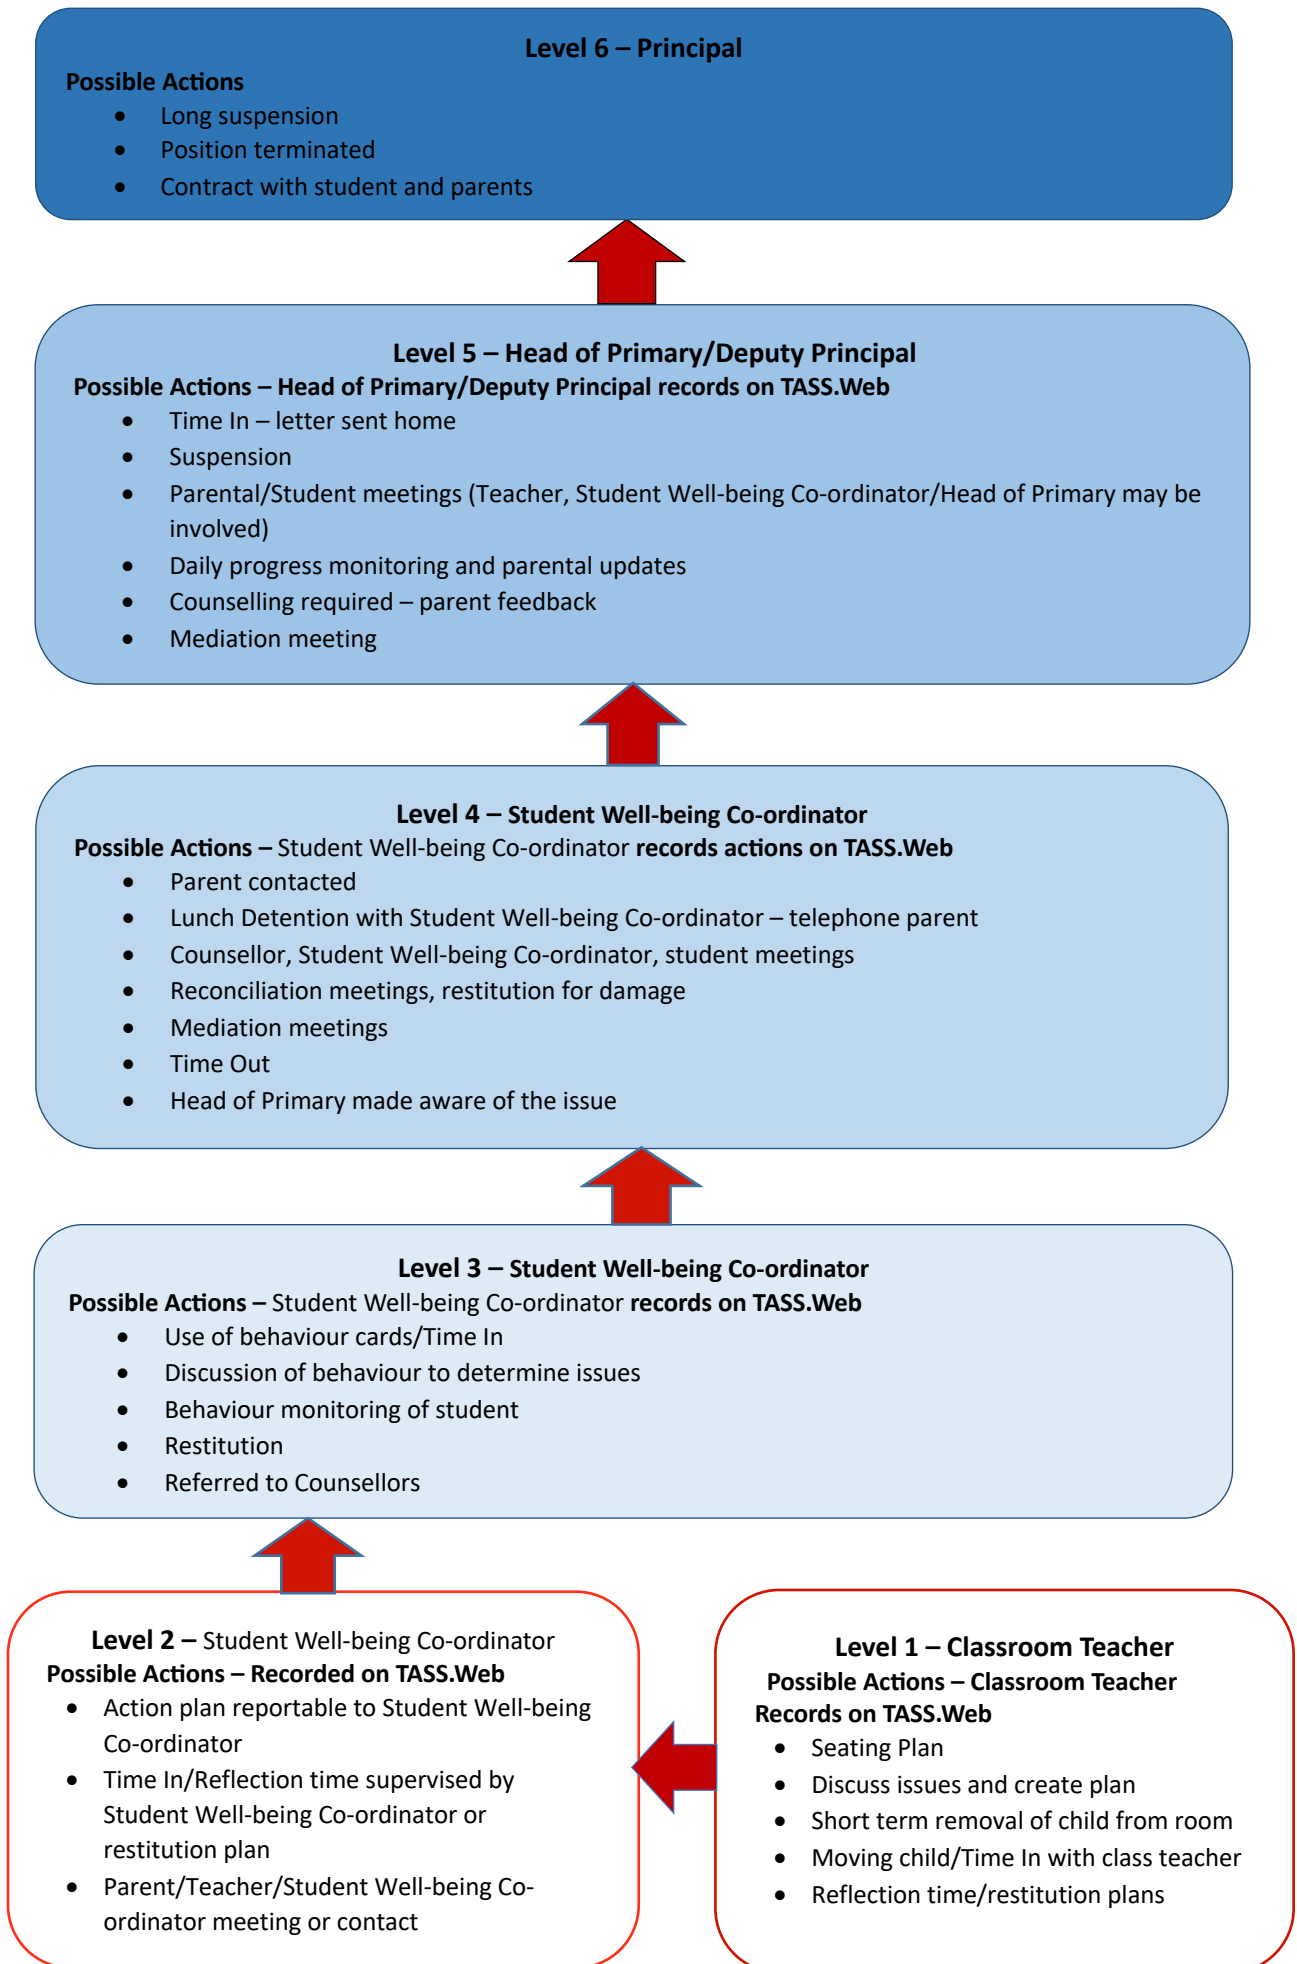 Level 6 – Principal
Possible Actions
• Long suspension
• Position terminated
• Contract with student and parents
Level 5 – Head of Primary/Deputy Principal
Possible Actions – Head of Primary/Deputy Principal records on TASS.Web
• Time In – letter sent home
• Suspension
• Parental/Student meetings (Teacher, Student Well-being Co-ordinator/Head of Primary may be
involved)
• Daily progress monitoring and parental updates
• Counselling required – parent feedback
• Mediation meeting
Level 4 – Student Well-being Co-ordinator
Possible Actions – Student Well-being Co-ordinator records actions on TASS.Web
• Parent contacted
• Lunch Detention with Student Well-being Co-ordinator – telephone parent
• Counsellor, Student Well-being Co-ordinator, student meetings
• Reconciliation meetings, restitution for damage
• Mediation meetings
• Time Out
• Head of Primary made aware of the issue
Level 3 – Student Well-being Co-ordinator
Possible Actions – Student Well-being Co-ordinator records on TASS.Web
• Use of behaviour cards/Time In
• Discussion of behaviour to determine issues
• Behaviour monitoring of student
• Restitution
• Referred to Counsellors
Level 2 – Student Well-being Co-ordinator
Possible Actions – Recorded on TASS.Web
• Action plan reportable to Student Well-being
Co-ordinator
• Time In/Reflection time supervised by
Student Well-being Co-ordinator or
restitution plan
• Parent/Teacher/Student Well-being Co-
ordinator meeting or contact
Level 1 – Classroom Teacher
Possible Actions – Classroom Teacher
Records on TASS.Web
• Seating Plan
• Discuss issues and create plan
• Short term removal of child from room
• Moving child/Time In with class teacher
• Reflection time/restitution plans